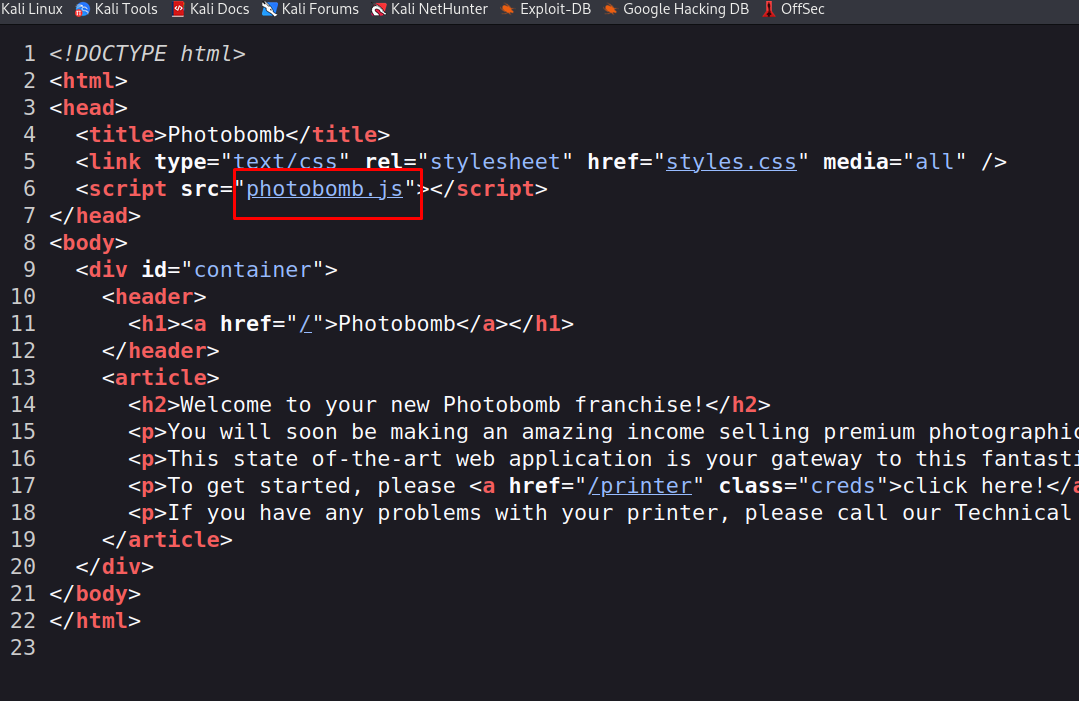 Kali Linux Kali Tools Kali Docs Kali Forums Kali NetHunter Exploit-DB Google Hacking DB OffSec
1 <!DOCTYPE html>
2 <html>
3 <head>
4   <title>Photobomb</title>
5   <link type="text/css" rel="stylesheet" href="styles.css" media="all" />
6   <script src="photobomb.js"></script>
7 </head>
8 <body>
9   <div id="container">
10     <header>
11       <h1><a href="/">Photobomb</a></h1>
12     </header>
13     <article>
14       <h2>Welcome to your new Photobomb franchise!</h2>
15       <p>You will soon be making an amazing income selling premium photographic
16       <p>This state of-the-art web application is your gateway to this fantasti
17       <p>To get started, please <a href="/printer" class="creds">click here!</a
18       <p>If you have any problems with your printer, please call our Technical
19     </article>
20   </div>
21 </body>
22 </html>
23